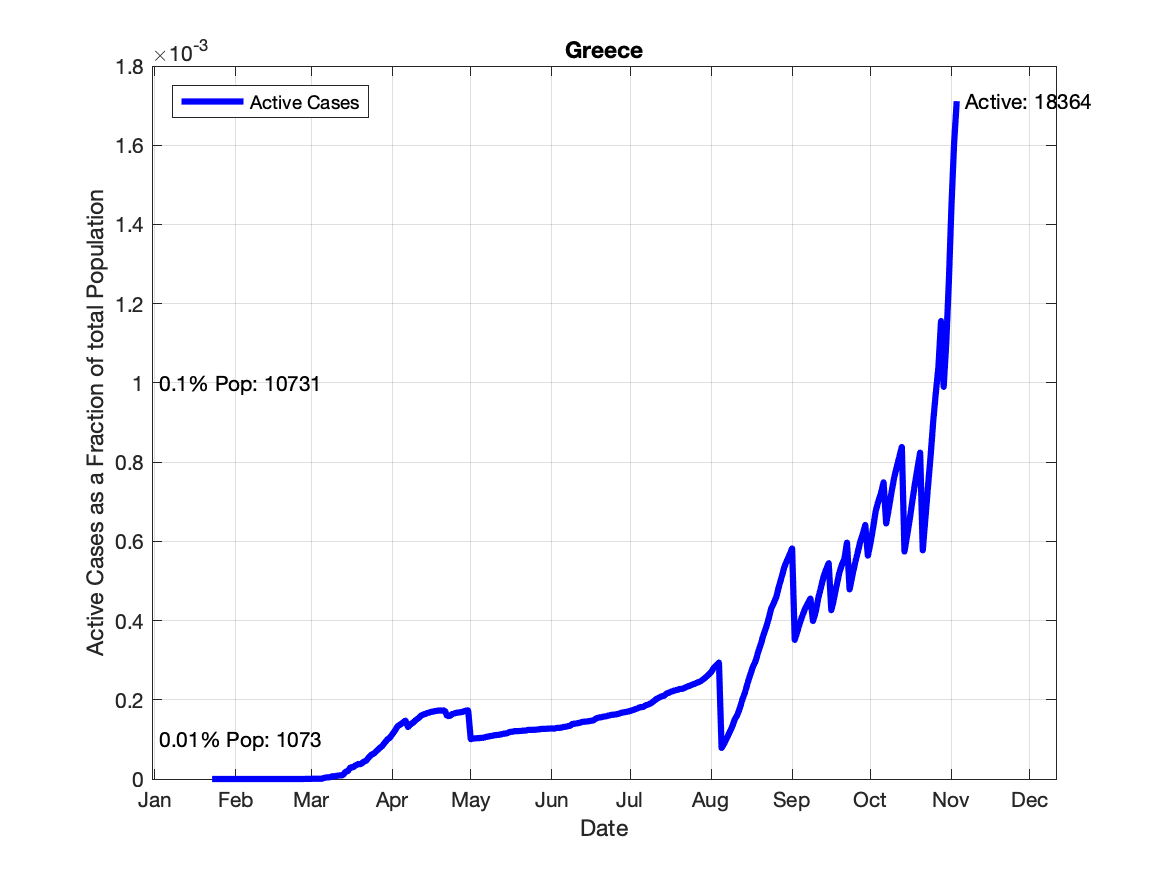 Greece
×10-3
1.8
1.6
1.4
1.2
1
0.8
0.6
0.4
0.2
0
Active Cases as a Fraction of total Population
Active Cases
Active: 18364
0.1% Pop: 10731
0.01% Pop: 1073
Jan Feb Mar Apr May Jun Jul Aug Sep Oct Nov Dec
Date